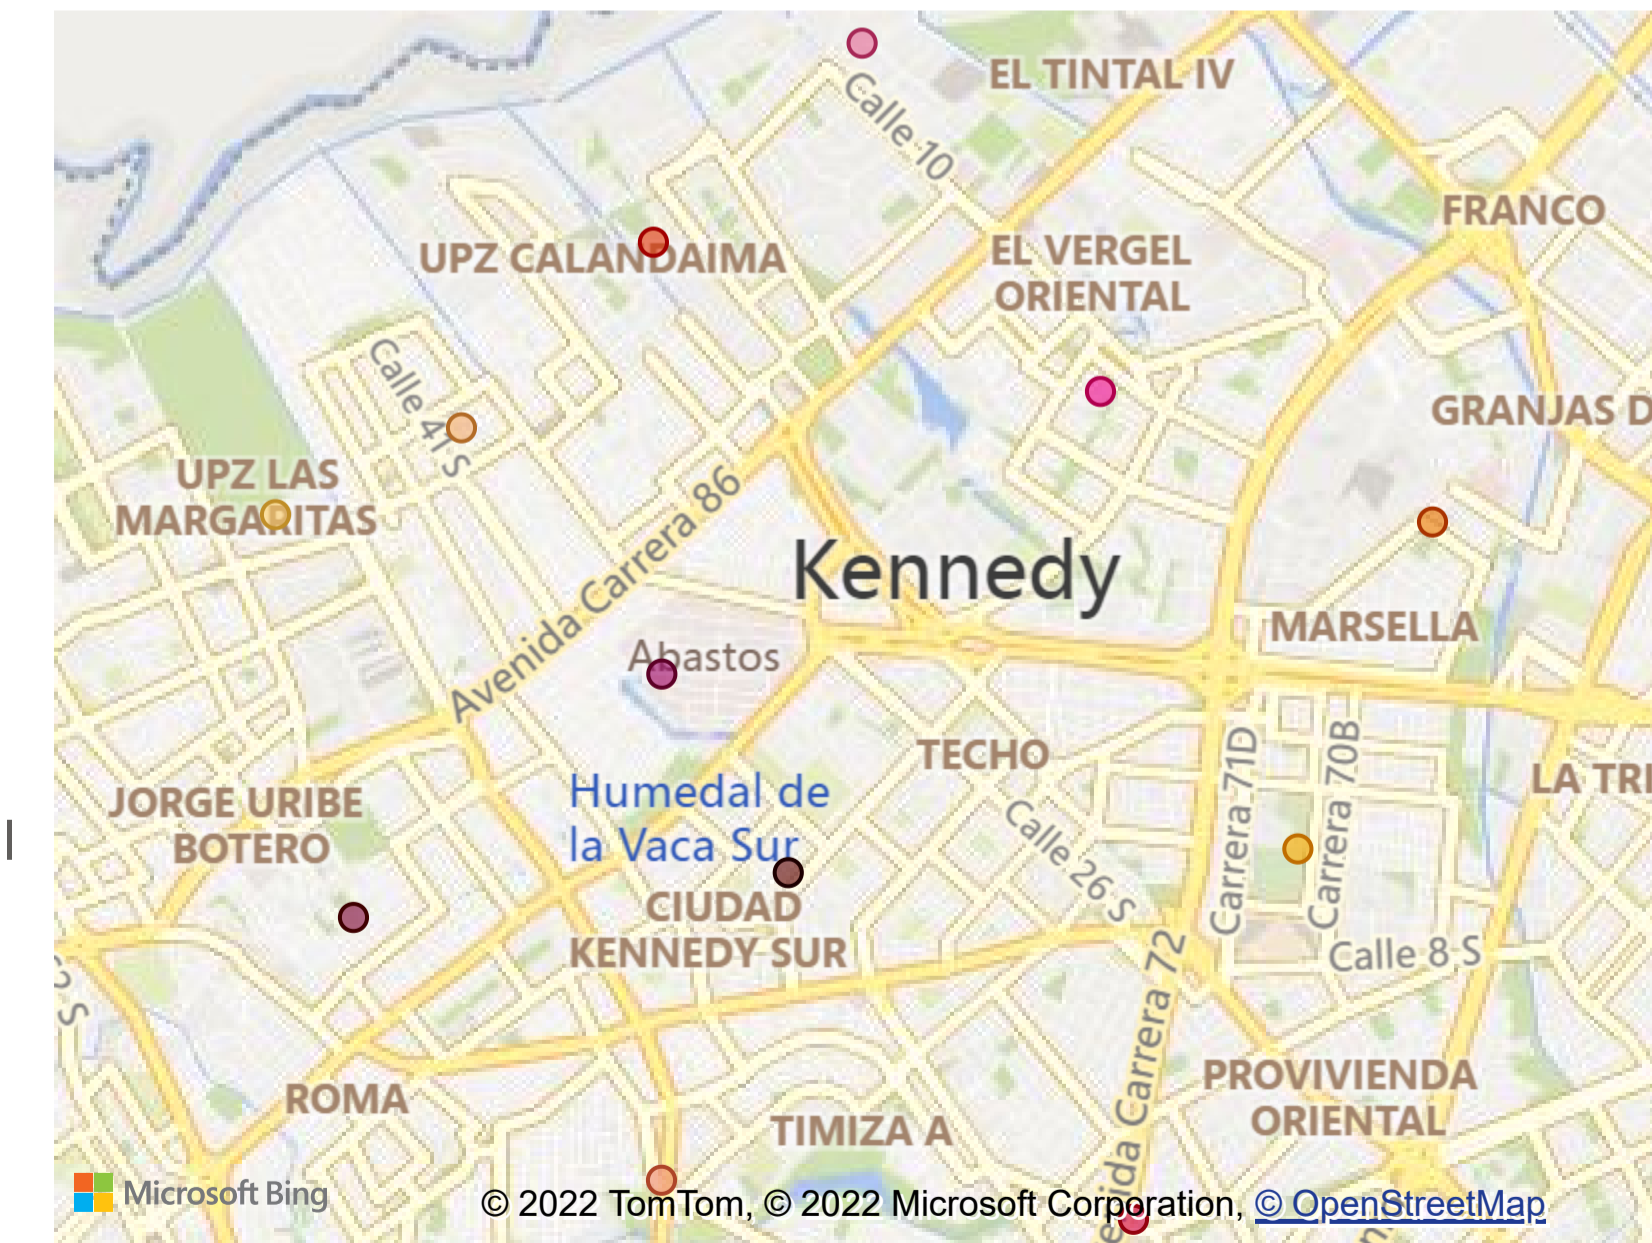 EL TINTAL IV
Calle 10
FRANCO
UPZ CALANDAIMA
EL VERGEL
ORIENTAL
Calle 41 S
GRANJAS D
UPZ LAS
MARGARITAS
Avenida Carrera 86
Kennedy
MARSELLA
Abastos
TECHO
Carrera 71D
Carrera 70B
LA TRI
Humedal de
la Vaca Sur
JORGE URIBE
BOTERO
Calle 26 S
CIUDAD
KENNEDY SUR
Calle 8 S
2 S
Avenida Carrera 72
ROMA
PROVIVIENDA
ORIENTAL
TIMIZA A
Microsoft Bing
© 2022 TomTom, © 2022 Microsoft Corporation, © OpenStreetMap